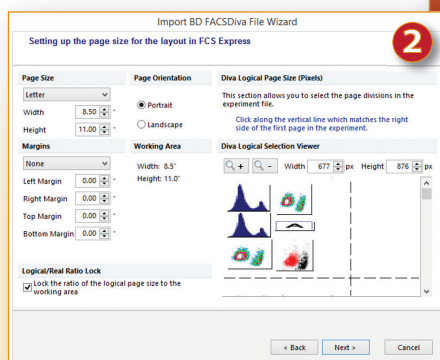 Import BD FACSDiva File Wizard
Setting up the page size for the layout in FCS Express
2
Page Size
Letter
Width 8.50 "
Height 11.00 "
Page Orientation
Portrait
Landscape
Margins
None
Left Margin 0.00 "
Right Margin 0.00 "
Top Margin 0.00 "
Bottom Margin 0.00 "
Working Area
Width: 8.5"
Height: 11.0"
Logical/Real Ratio Lock
Lock the ratio of the logical page size to the
working area
Diva Logical Page Size (Pixels)
This section allows you to select the page divisions in the
experiment file.
Click along the vertical line which matches the right
side of the first page in the experiment.
Diva Logical Selection Viewer
+ - Width 677 px Height 876 px
< Back Next > Cancel